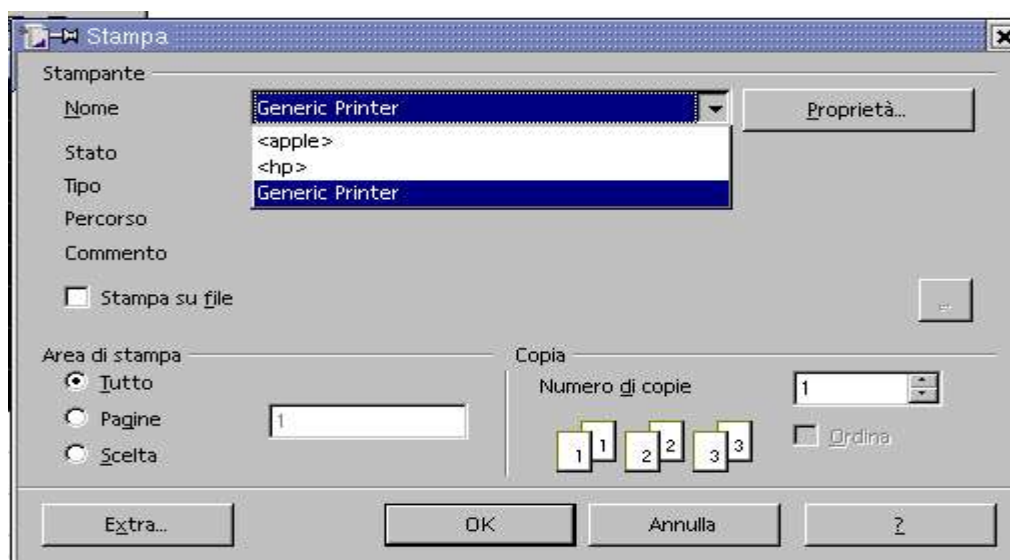 Stampa
Stampante
Nome Generic Printer Proprietà...
<apple>
Stato
<hp>
Tipo Generic Printer
Percorso
Commento
Stampa su file
...
Area di stampa Copia
Tutto Numero di copie 1
Pagine 1
1 1 2 2 3 3 Ordina
Scelta
Extra... OK Annulla ?